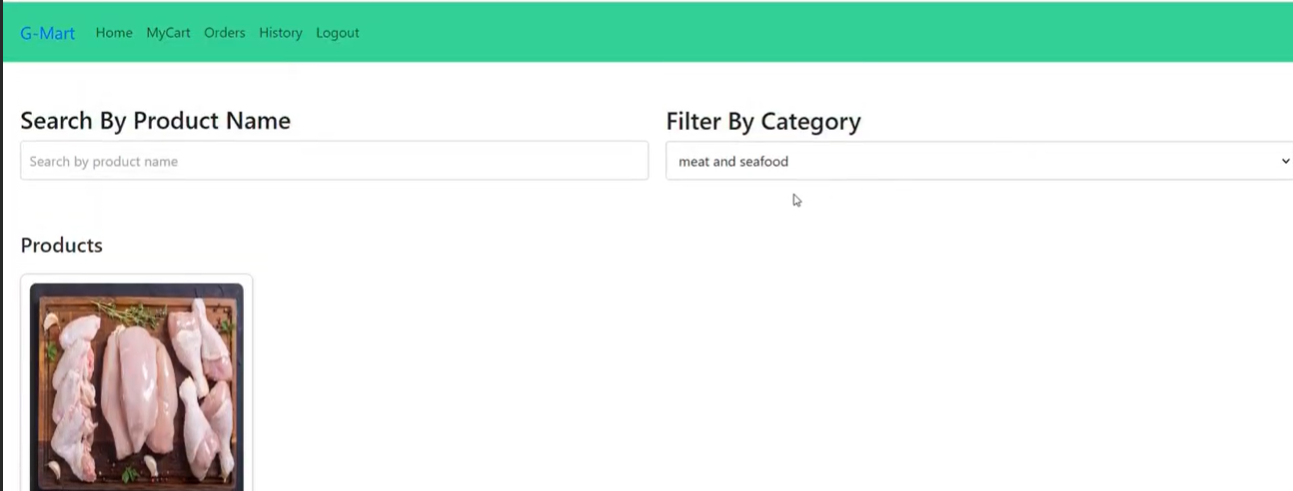 G-Mart Home MyCart Orders History Logout
Search By Product Name Filter By Category
Search by product name meat and seafood
Products